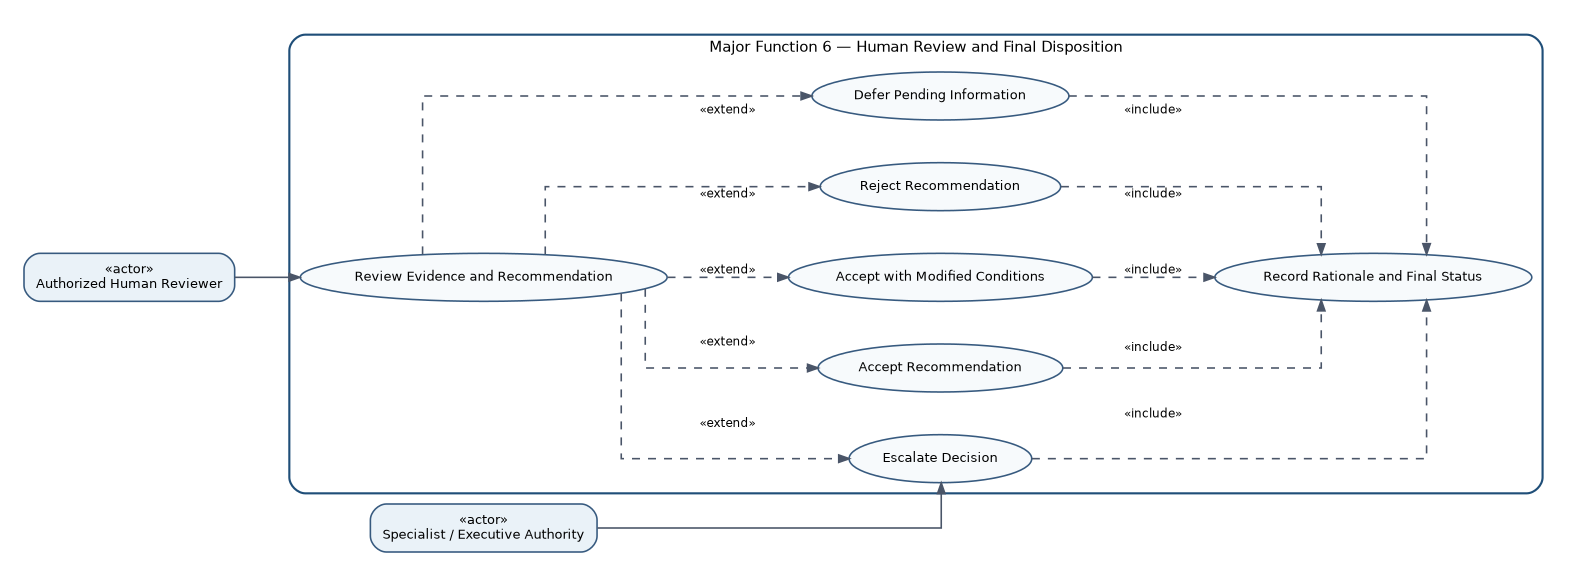 Major Function 6 — Human Review and Final Disposition
Defer Pending Information
«extend»
«include»
Reject Recommendation
«extend»
«include»
«actor»
Authorized Human Reviewer
Review Evidence and Recommendation
«extend»
Accept with Modified Conditions
«include»
Record Rationale and Final Status
«extend»
«include»
Accept Recommendation
«extend»
«include»
Escalate Decision
«actor»
Specialist / Executive Authority